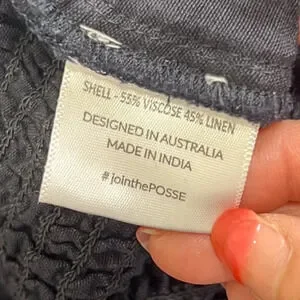 SHELL - 55% VISCOSE 45% LINEN
DESIGNED IN AUSTRALIA
MADE IN INDIA
#jointhePOSSE